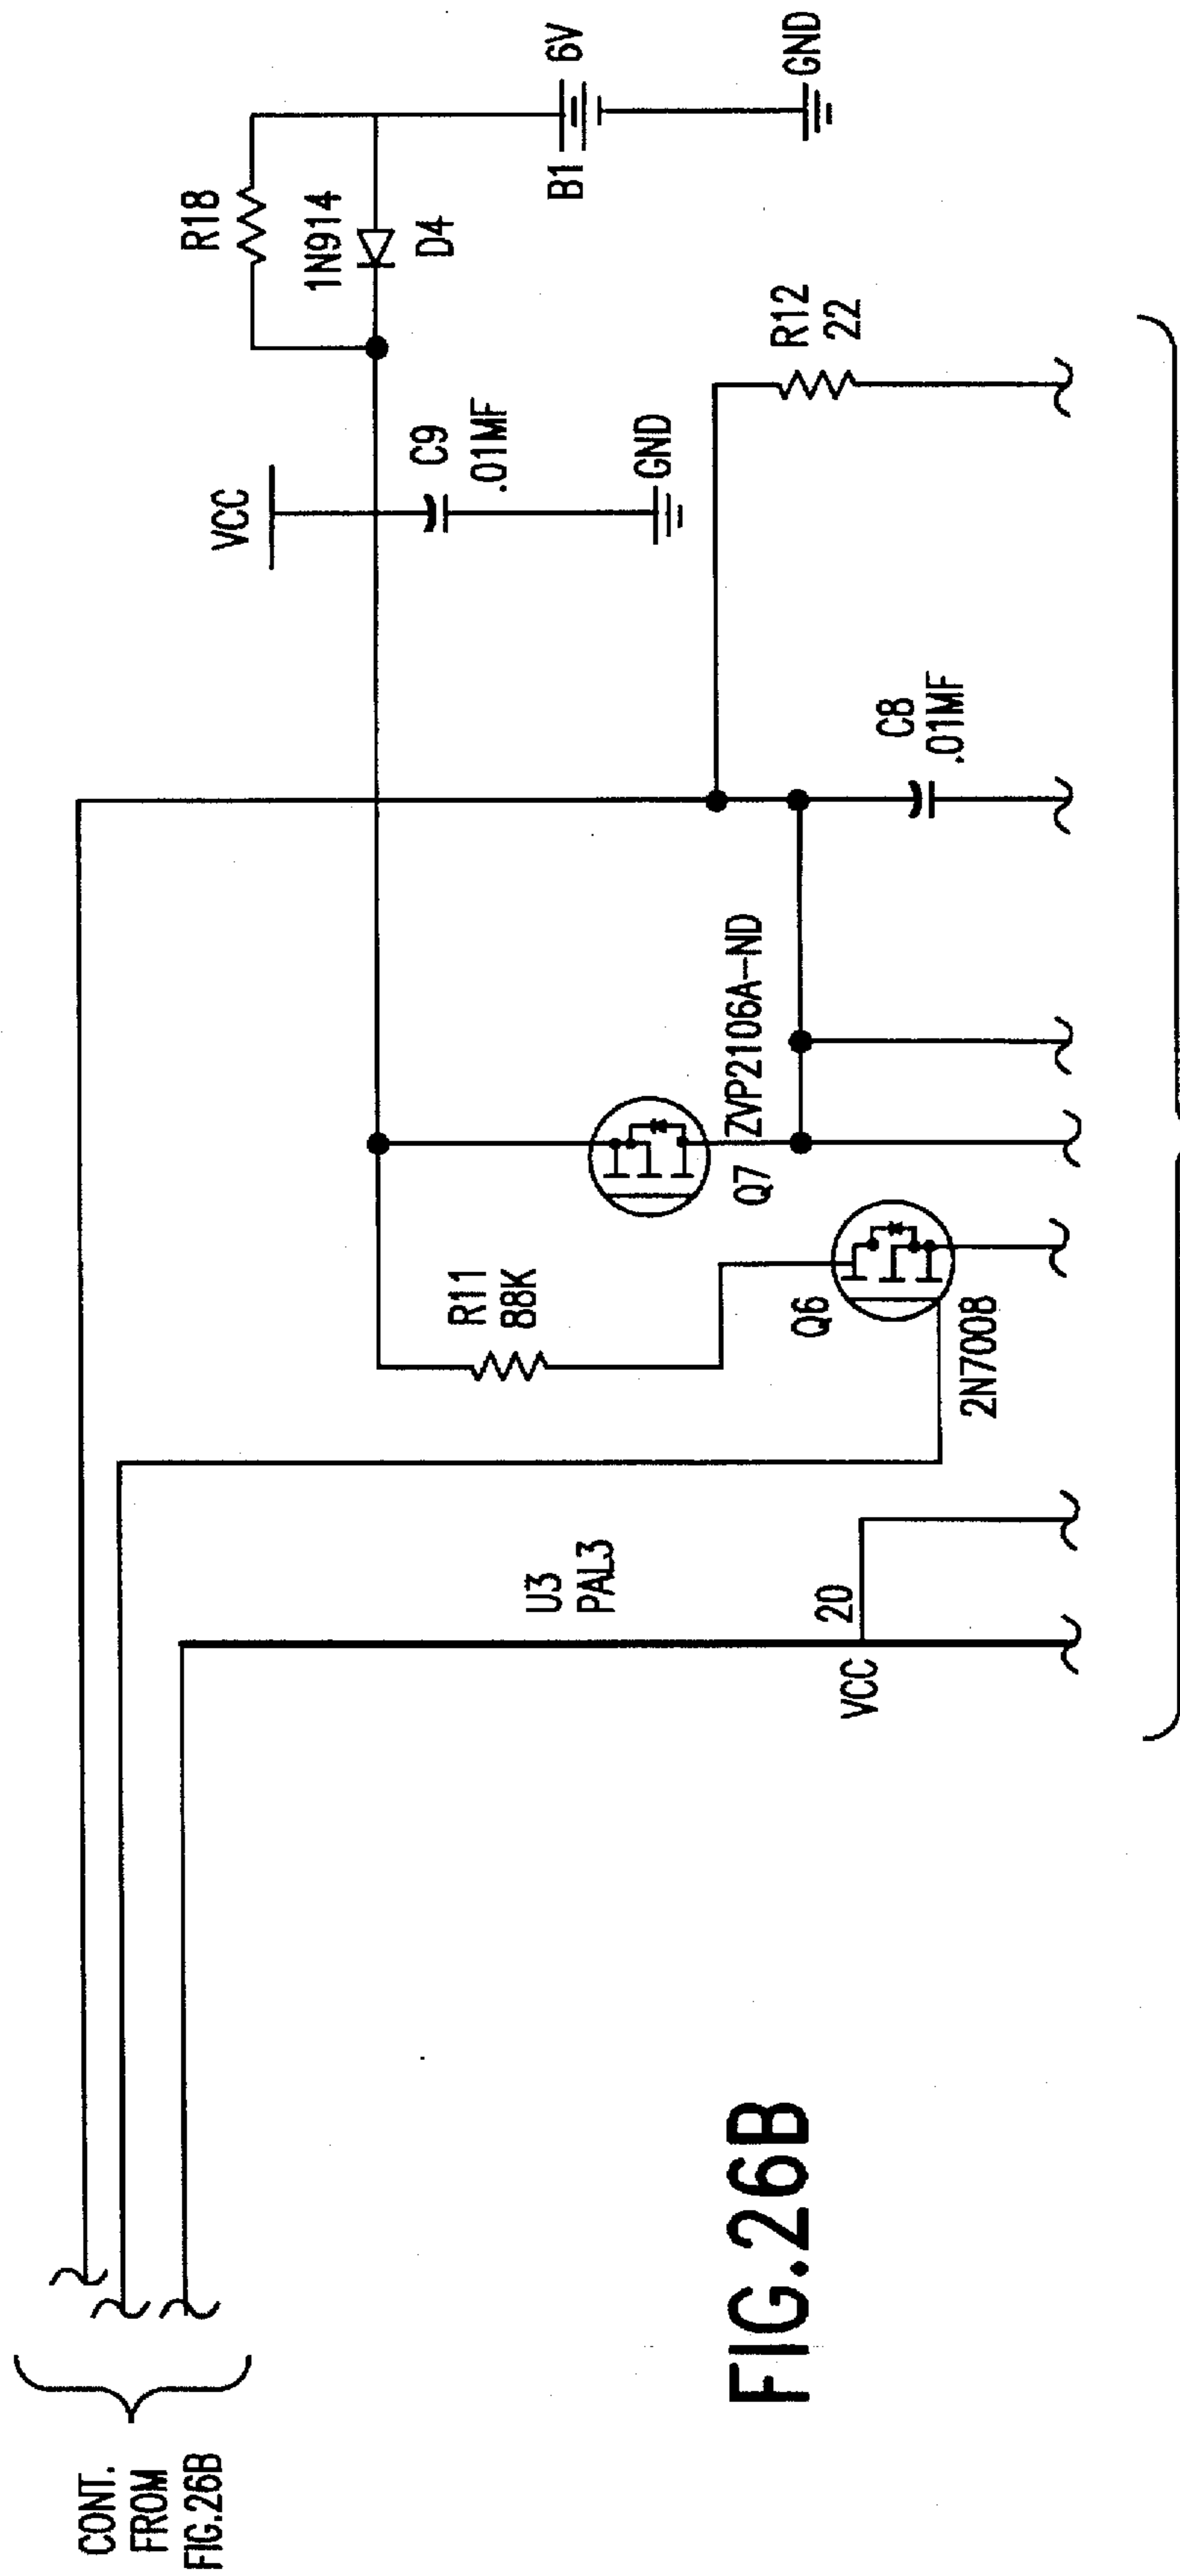 CONT.
FROM
FIG.26B
VCC
R18
1N914
D4
C9
.01MF
GND
B1
6V
GND
R11
88K
U3
PAL3
Q7
ZVP2106A-ND
R12
22
Q6
2N7008
C8
.01MF
VCC
20
FIG.26B